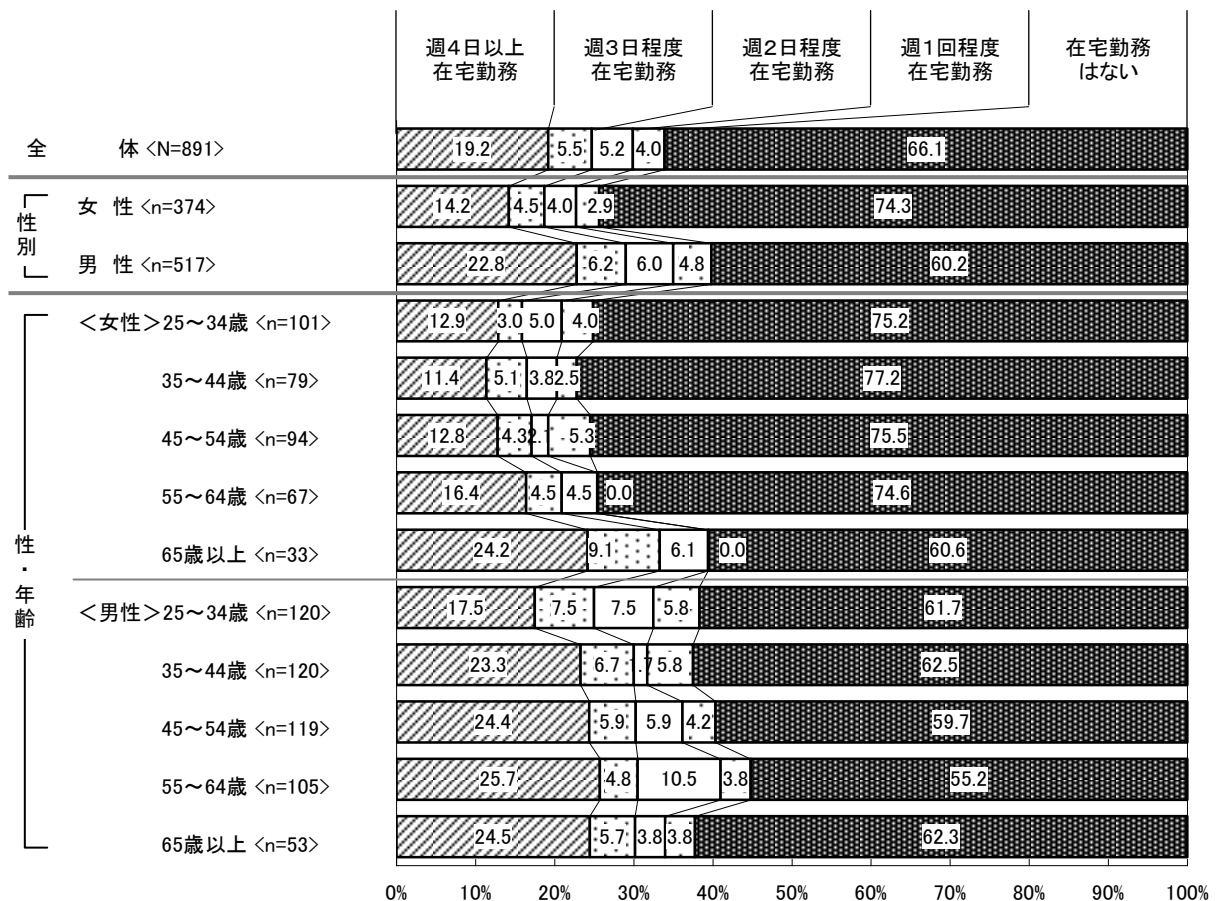 週4日以上
在宅勤務
週3日程度
在宅勤務
週2日程度
在宅勤務
週1回程度
在宅勤務
在宅勤務
はない
全 体 <N=891> 19.2 5.5 5.2 4.0 66.1
性別
女 性 <n=374> 14.2 4.5 4.0 2.9 74.3
男 性 <n=517> 22.8 6.2 6.0 4.8 60.2
性・年齢
<女性>25~34歳 <n=101> 12.9 3.0 5.0 4.0 75.2
35~44歳 <n=79> 11.4 5.1 3.8 2.5 77.2
45~54歳 <n=94> 12.8 4.3 2.1 5.3 75.5
55~64歳 <n=67> 16.4 4.5 4.5 0.0 74.6
65歳以上 <n=33> 24.2 9.1 6.1 0.0 60.6
<男性>25~34歳 <n=120> 17.5 7.5 7.5 5.8 61.7
35~44歳 <n=120> 23.3 6.7 1.7 5.8 62.5
45~54歳 <n=119> 24.4 5.9 5.9 4.2 59.7
55~64歳 <n=105> 25.7 4.8 10.5 3.8 55.2
65歳以上 <n=53> 24.5 5.7 3.8 3.8 62.3
0% 10% 20% 30% 40% 50% 60% 70% 80% 90% 100%